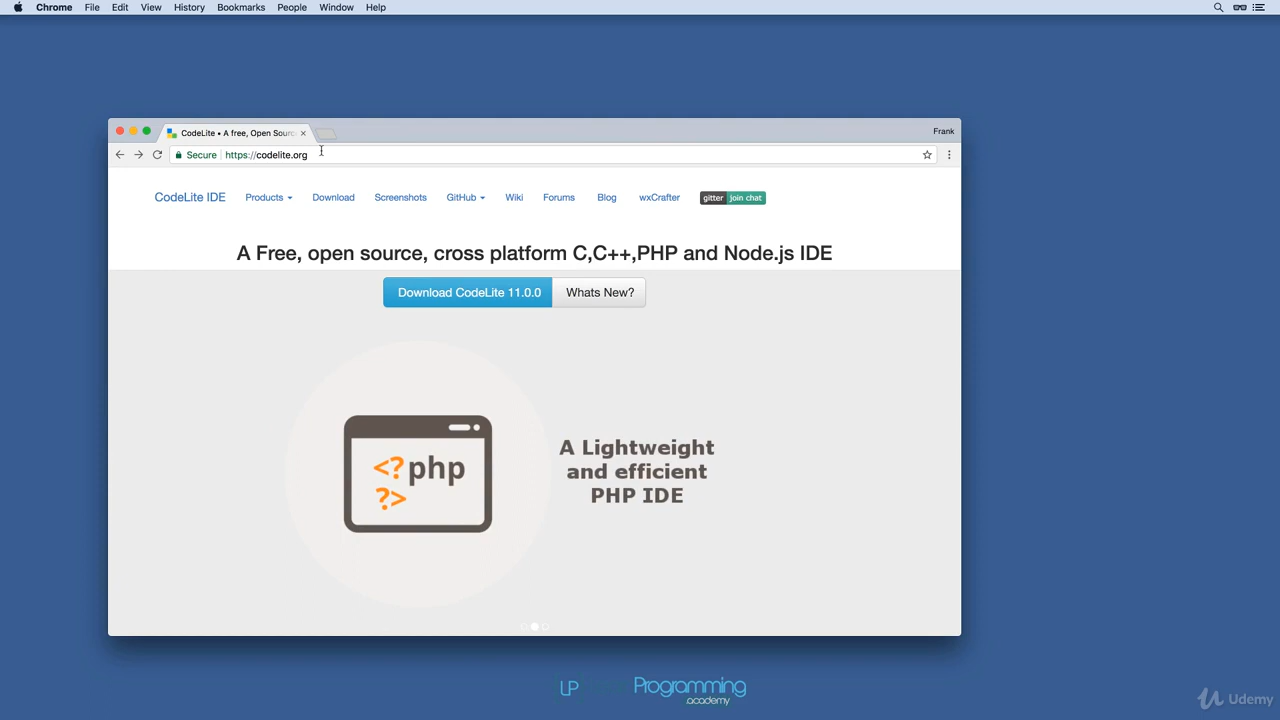 Chrome File Edit View History Bookmarks People Window Help
CodeLite • A free, Open Sourc
Frank
Secure https://codelite.org
CodeLite IDE Products Download Screenshots GitHub Wiki Forums Blog wxCrafter gitter join chat
A Free, open source, cross platform C,C++,PHP and Node.js IDE
Download CodeLite 11.0.0 Whats New?
<?php
?>
A Lightweight
and efficient
PHP IDE
LP Programming
.academy
Udemy